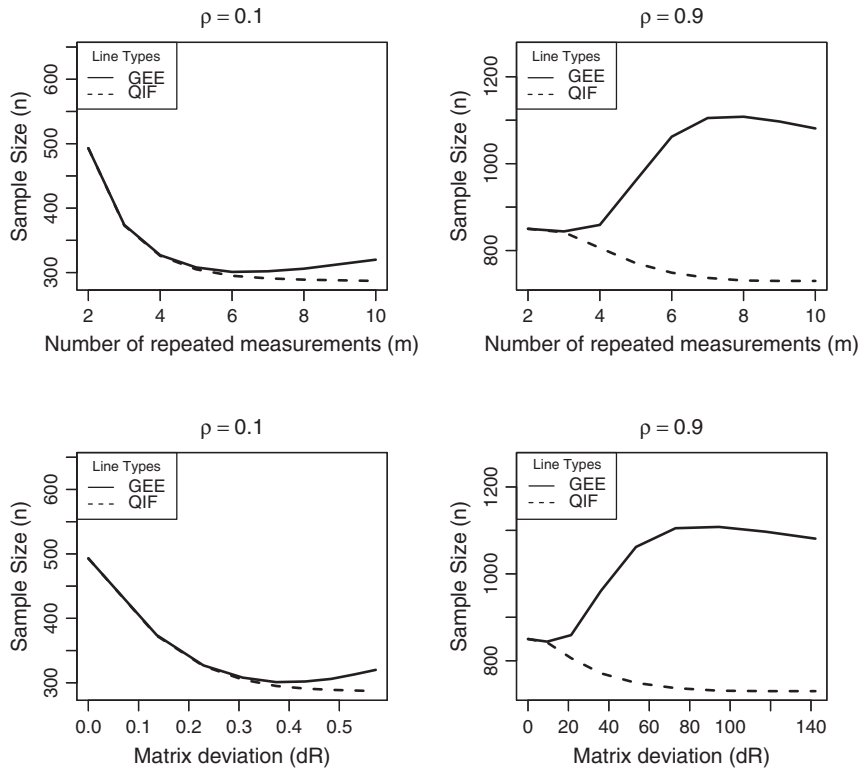 ρ = 0.1
Line Types
GEE
QIF
Sample Size (n)
300
400
500
600
2
4
6
8
10
Number of repeated measurements (m)
ρ = 0.9
Line Types
GEE
QIF
Sample Size (n)
800
1000
1200
2
4
6
8
10
Number of repeated measurements (m)
ρ = 0.1
Line Types
GEE
QIF
Sample Size (n)
300
400
500
600
0.0
0.1
0.2
0.3
0.4
0.5
Matrix deviation (dR)
ρ = 0.9
Line Types
GEE
QIF
Sample Size (n)
800
1000
1200
0
20
40
60
80
100
140
Matrix deviation (dR)